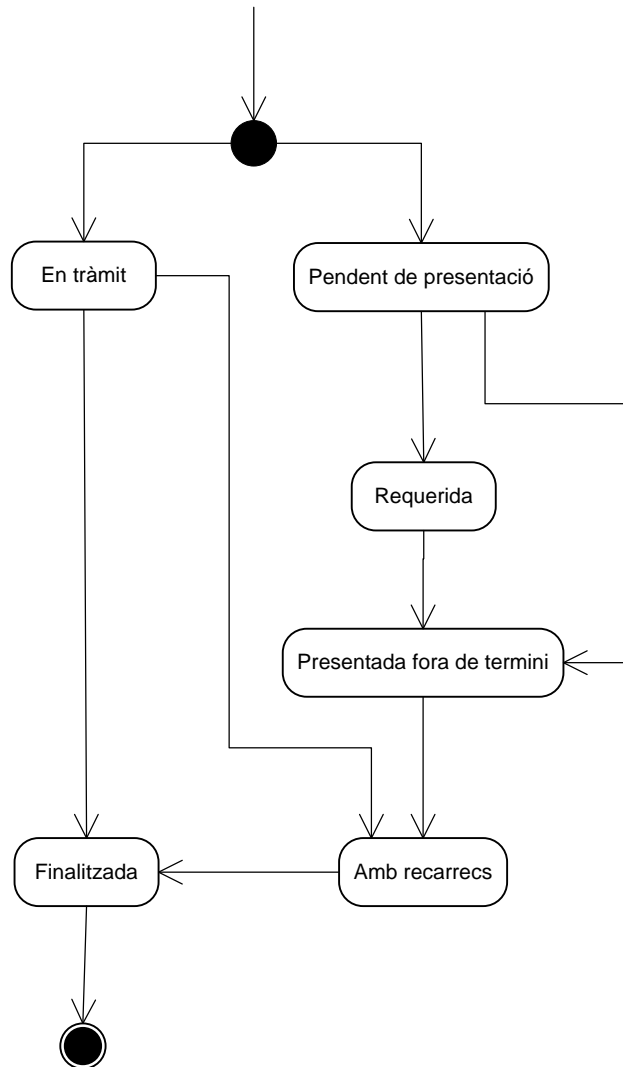 En tràmit
Pendent de presentació
Requerida
Presentada fora de termini
Finalitzada
Amb recarrecs